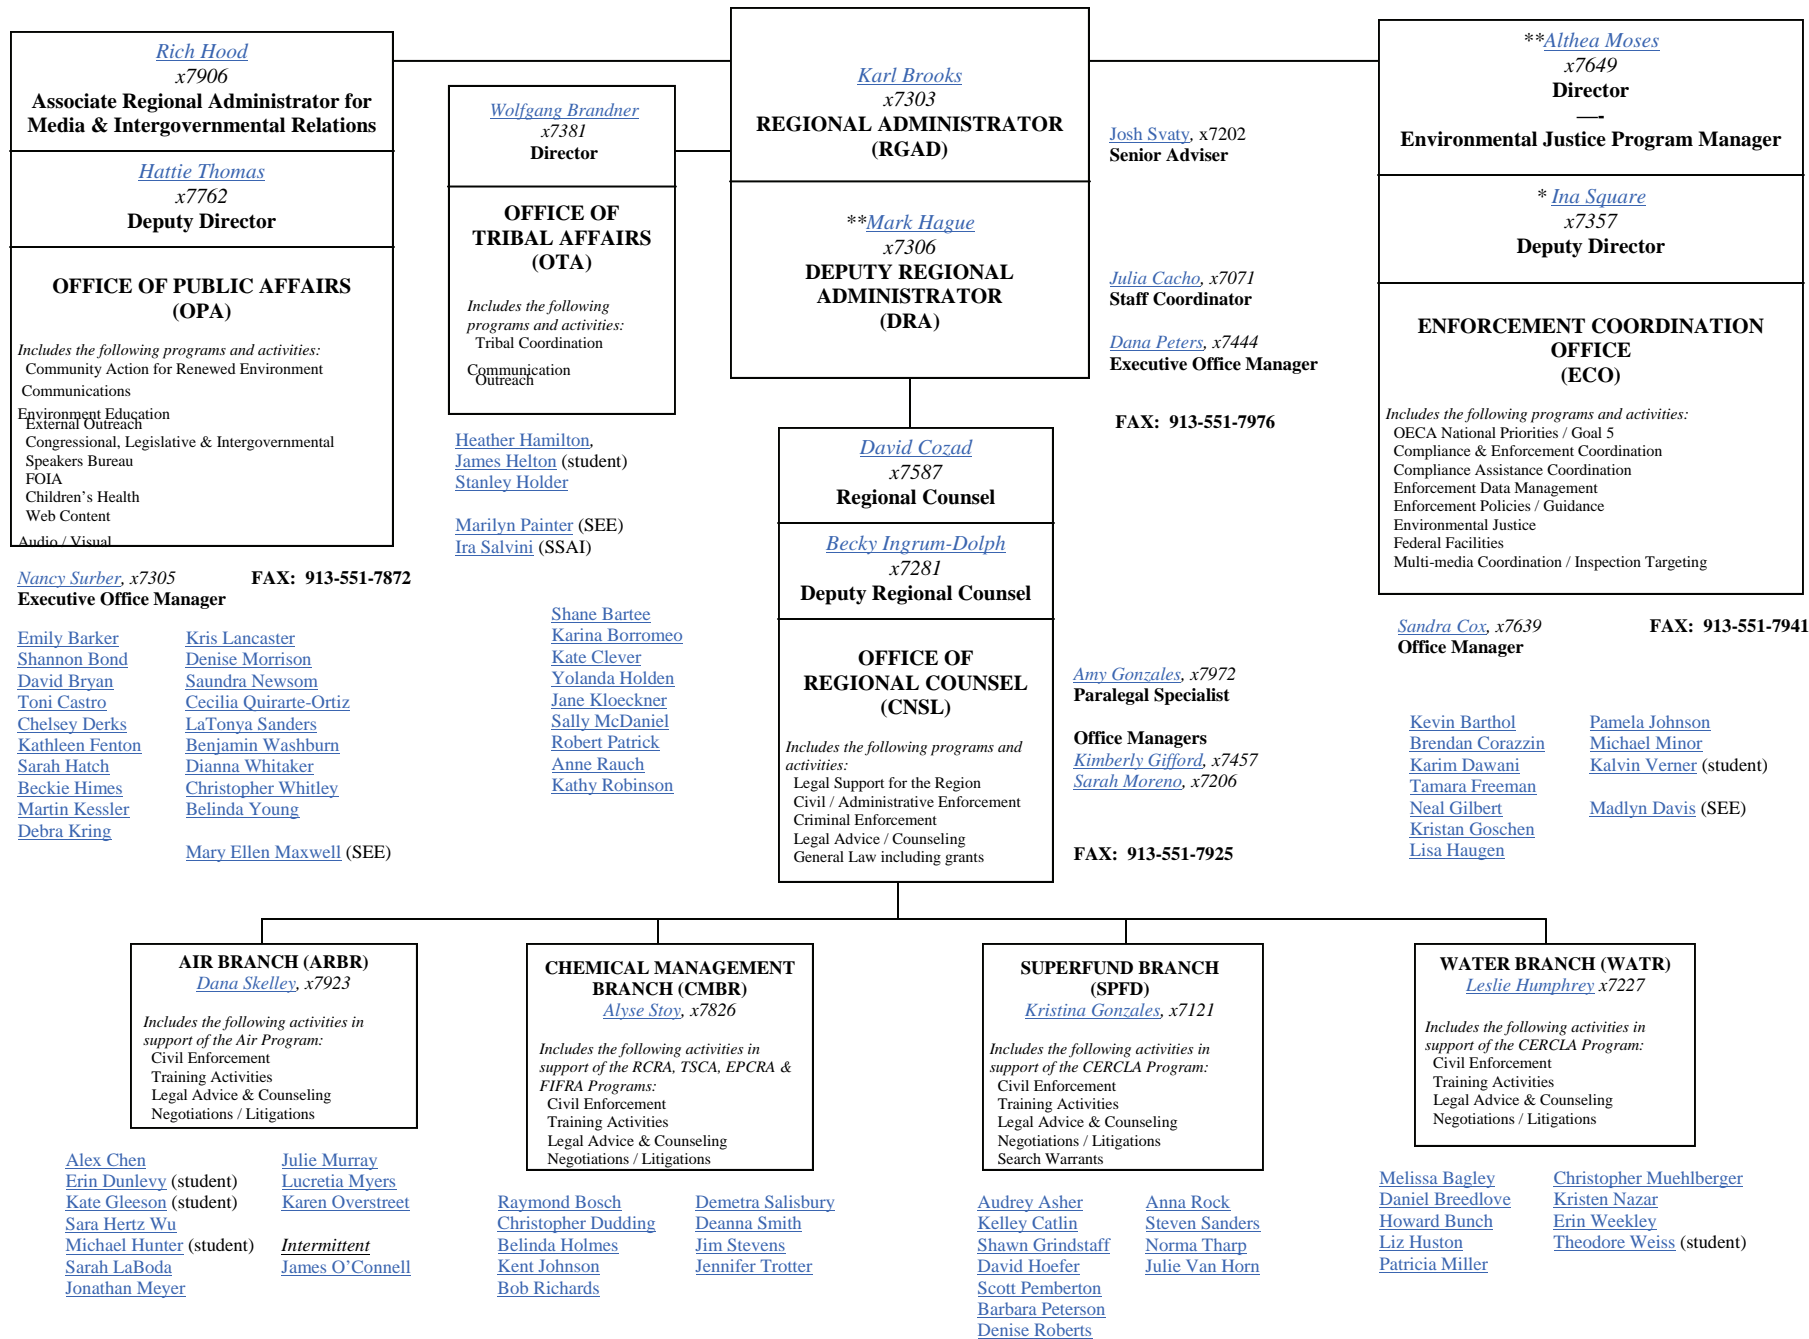 Rich Hood
x7906
Associate Regional Administrator for
Media & Intergovernmental Relations
Hattie Thomas
x7762
Deputy Director
OFFICE OF PUBLIC AFFAIRS
(OPA)
Includes the following programs and activities:
Community Action for Renewed Environment
Communications
Environment Education
External Outreach
Congressional, Legislative & Intergovernmental
Speakers Bureau
FOIA
Children's Health
Web Content
Audio / Visual
Nancy Surber, x7305 FAX: 913-551-7872
Executive Office Manager
Emily Barker
Shannon Bond
David Bryan
Toni Castro
Chelsey Derks
Kathleen Fenton
Sarah Hatch
Beckie Himes
Martin Kessler
Debra Kring
Kris Lancaster
Denise Morrison
Saundra Newsom
Cecilia Quirarte-Ortiz
LaTonya Sanders
Benjamin Washburn
Dianna Whitaker
Christopher Whitley
Belinda Young
Mary Ellen Maxwell (SEE)
Wolfgang Brandner
x7381
Director
OFFICE OF
TRIBAL AFFAIRS
(OTA)
Includes the following
programs and activities:
Tribal Coordination
Communication
Outreach
Heather Hamilton,
James Helton (student)
Stanley Holder
Marilyn Painter (SEE)
Ira Salvini (SSAI)
Karl Brooks
x7303
REGIONAL ADMINISTRATOR
(RGAD)
**Mark Hague
x7306
DEPUTY REGIONAL
ADMINISTRATOR
(DRA)
Josh Svaty, x7202
Senior Adviser
Julia Cacho, x7071
Staff Coordinator
Dana Peters, x7444
Executive Office Manager
FAX: 913-551-7976
**Althea Moses
x7649
Director
—-
Environmental Justice Program Manager
* Ina Square
x7357
Deputy Director
ENFORCEMENT COORDINATION
OFFICE
(ECO)
Includes the following programs and activities:
OECA National Priorities / Goal 5
Compliance & Enforcement Coordination
Compliance Assistance Coordination
Enforcement Data Management
Enforcement Policies / Guidance
Environmental Justice
Federal Facilities
Multi-media Coordination / Inspection Targeting
Sandra Cox, x7639 FAX: 913-551-7941
Office Manager
Kevin Barthol
Brendan Corazzin
Karim Dawani
Tamara Freeman
Neal Gilbert
Kristan Goschen
Lisa Haugen
Pamela Johnson
Michael Minor
Kalvin Verner (student)
Madlyn Davis (SEE)
Shane Bartee
Karina Borromeo
Kate Clever
Yolanda Holden
Jane Kloeckner
Sally McDaniel
Robert Patrick
Anne Rauch
Kathy Robinson
David Cozad
x7587
Regional Counsel
Becky Ingrum-Dolph
x7281
Deputy Regional Counsel
OFFICE OF
REGIONAL COUNSEL
(CNSL)
Includes the following programs and
activities:
Legal Support for the Region
Civil / Administrative Enforcement
Criminal Enforcement
Legal Advice / Counseling
General Law including grants
Amy Gonzales, x7972
Paralegal Specialist
Office Managers
Kimberly Gifford, x7457
Sarah Moreno, x7206
FAX: 913-551-7925
AIR BRANCH (ARBR)
Dana Skelley, x7923
Includes the following activities in
support of the Air Program:
Civil Enforcement
Training Activities
Legal Advice & Counseling
Negotiations / Litigations
Alex Chen
Erin Dunlevy (student)
Kate Gleeson (student)
Sara Hertz Wu
Michael Hunter (student)
Sarah LaBoda
Jonathan Meyer
Julie Murray
Lucretia Myers
Karen Overstreet
Intermittent
James O'Connell
CHEMICAL MANAGEMENT
BRANCH (CMBR)
Alyse Stoy, x7826
Includes the following activities in
support of the RCRA, TSCA, EPCRA &
FIFRA Programs:
Civil Enforcement
Training Activities
Legal Advice & Counseling
Negotiations / Litigations
Raymond Bosch
Christopher Dudding
Belinda Holmes
Kent Johnson
Bob Richards
Demetra Salisbury
Deanna Smith
Jim Stevens
Jennifer Trotter
SUPERFUND BRANCH
(SPFD)
Kristina Gonzales, x7121
Includes the following activities in
support of the CERCLA Program:
Civil Enforcement
Training Activities
Legal Advice & Counseling
Negotiations / Litigations
Search Warrants
Audrey Asher
Kelley Catlin
Shawn Grindstaff
David Hoefer
Scott Pemberton
Barbara Peterson
Denise Roberts
Anna Rock
Steven Sanders
Norma Tharp
Julie Van Horn
WATER BRANCH (WATR)
Leslie Humphrey x7227
Includes the following activities in
support of the CERCLA Program:
Civil Enforcement
Training Activities
Legal Advice & Counseling
Negotiations / Litigations
Melissa Bagley
Daniel Breedlove
Howard Bunch
Liz Huston
Patricia Miller
Christopher Muehlberger
Kristen Nazar
Erin Weekley
Theodore Weiss (student)